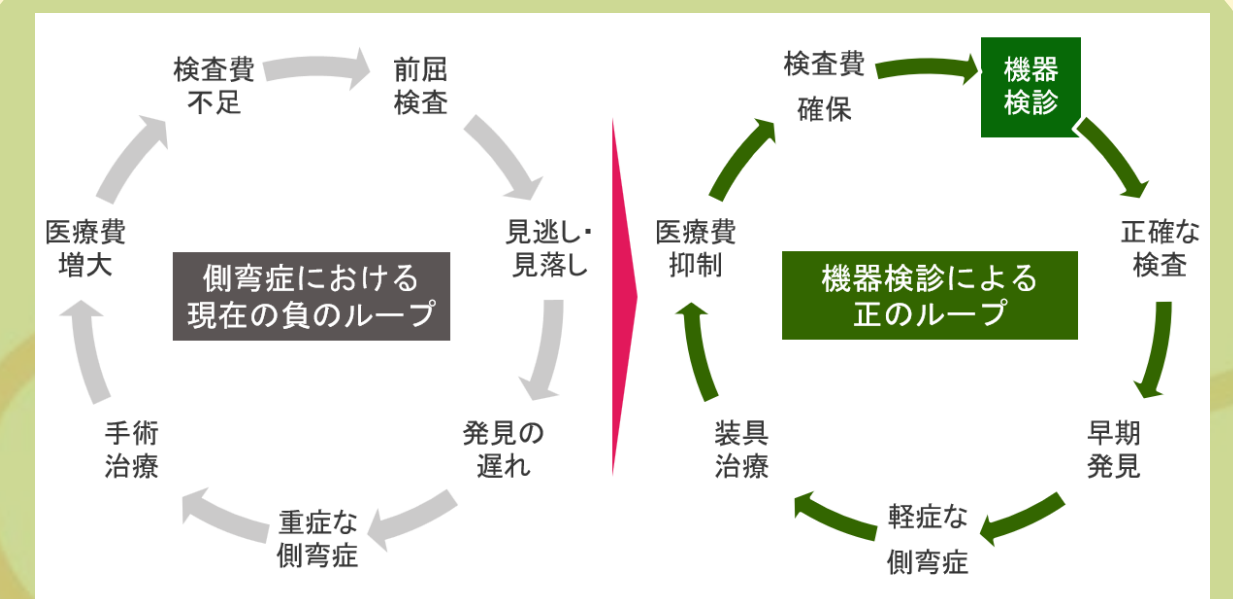 検査費
不足
前屈
検査
見逃し・
見落し
発見の
遅れ
重症な
側弯症
手術
治療
医療費
増大
側弯症における
現在の負のループ
検査費
確保
機器
検診
正確な
検査
早期
発見
軽症な
側弯症
装具
治療
医療費
抑制
機器検診による
正のループ